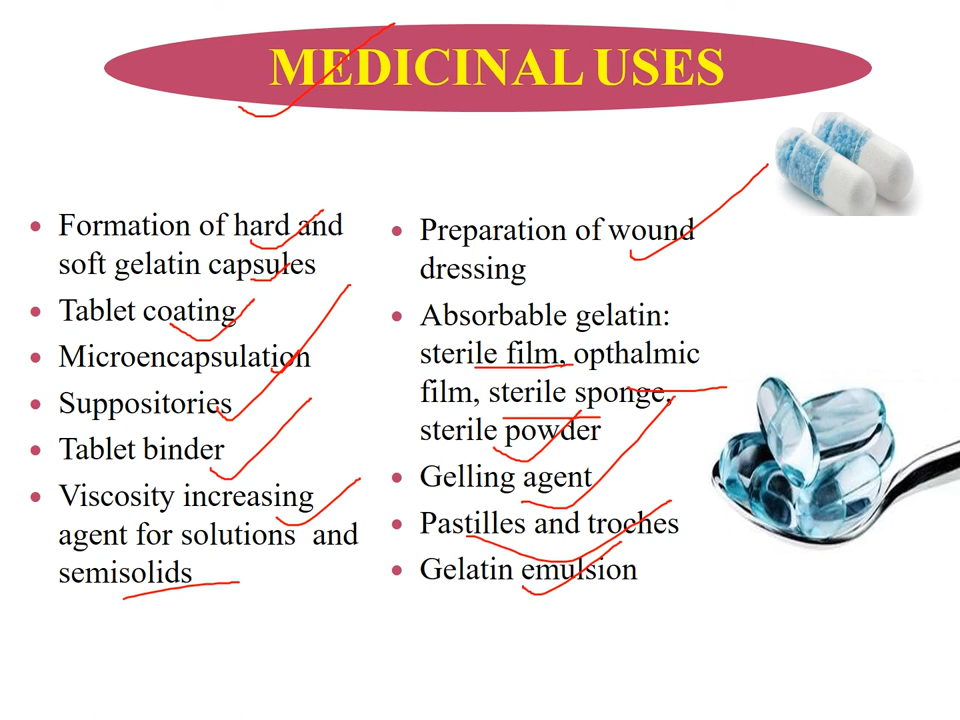 MEDICINAL USES
• Formation of hard and
soft gelatin capsules
• Tablet coating
• Microencapsulation
• Suppositories
• Tablet binder
• Viscosity increasing
agent for solutions and
semisolids
• Preparation of wound
dressing
• Absorbable gelatin:
sterile film, opthalmic
film, sterile sponge,
sterile powder
• Gelling agent
• Pastilles and troches
• Gelatin emulsion